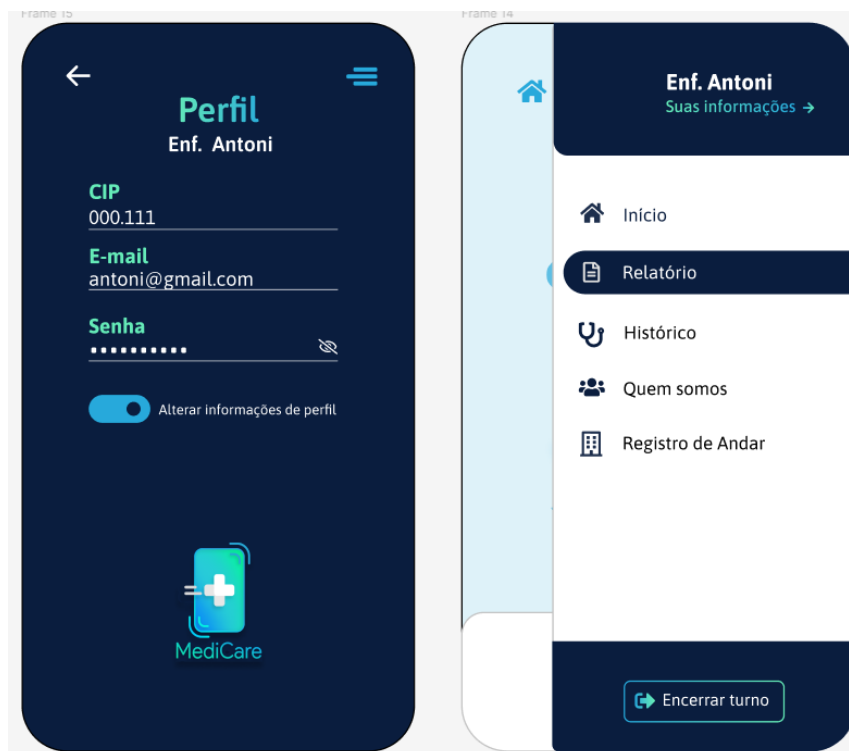 Frame 15
Perfil
Enf. Antoni
CIP
000.111
E-mail
antoni@gmail.com
Senha
Alterar informações de perfil
MediCare
Frame 14
Enf. Antoni
Suas informações
Início
Relatório
Histórico
Quem somos
Registro de Andar
Encerrar turno